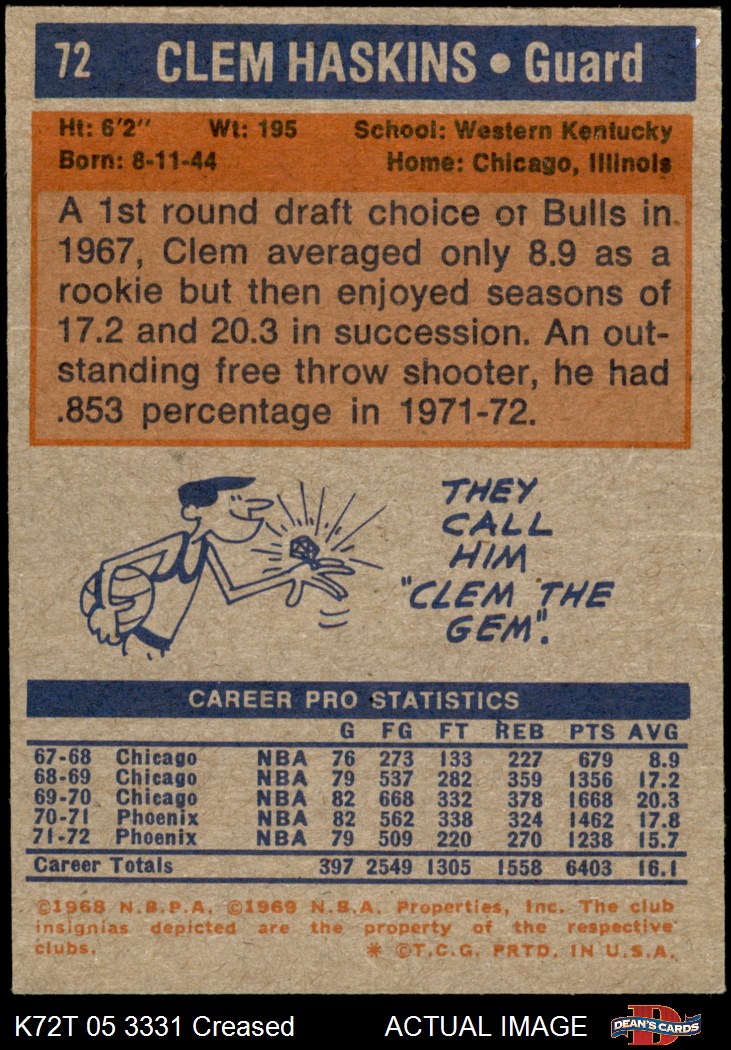 72 CLEM HASKINS • Guard
Ht: 6'2" Wt: 195 School: Western Kentucky
Born: 8-11-44 Home: Chicago, Illinois
A 1st round draft choice of Bulls in
1967, Clem averaged only 8.9 as a
rookie but then enjoyed seasons of
17.2 and 20.3 in succession. An out-
standing free throw shooter, he had
.853 percentage in 1971-72.
THEY
CALL
HIM
"CLEM THE
GEM".
CAREER PRO STATISTICS
G FG FT REB PTS AVG
67-68 Chicago NBA 76 273 133 227 679 8.9
68-69 Chicago NBA 79 537 282 359 1356 17.2
69-70 Chicago NBA 82 668 332 378 1668 20.3
70-71 Phoenix NBA 82 562 338 324 1462 17.8
71-72 Phoenix NBA 79 509 220 270 1238 15.7
Career Totals 397 2549 1305 1558 6403 16.1
©1968 N.B.P.A. ©1969 N.B.A. Properties, Inc. The club
insignias depicted are the property of the respective
clubs. * ©T.C.G. PRTD. IN U.S.A.
K72T 05 3331 Creased ACTUAL IMAGE DEAN'S CARDS